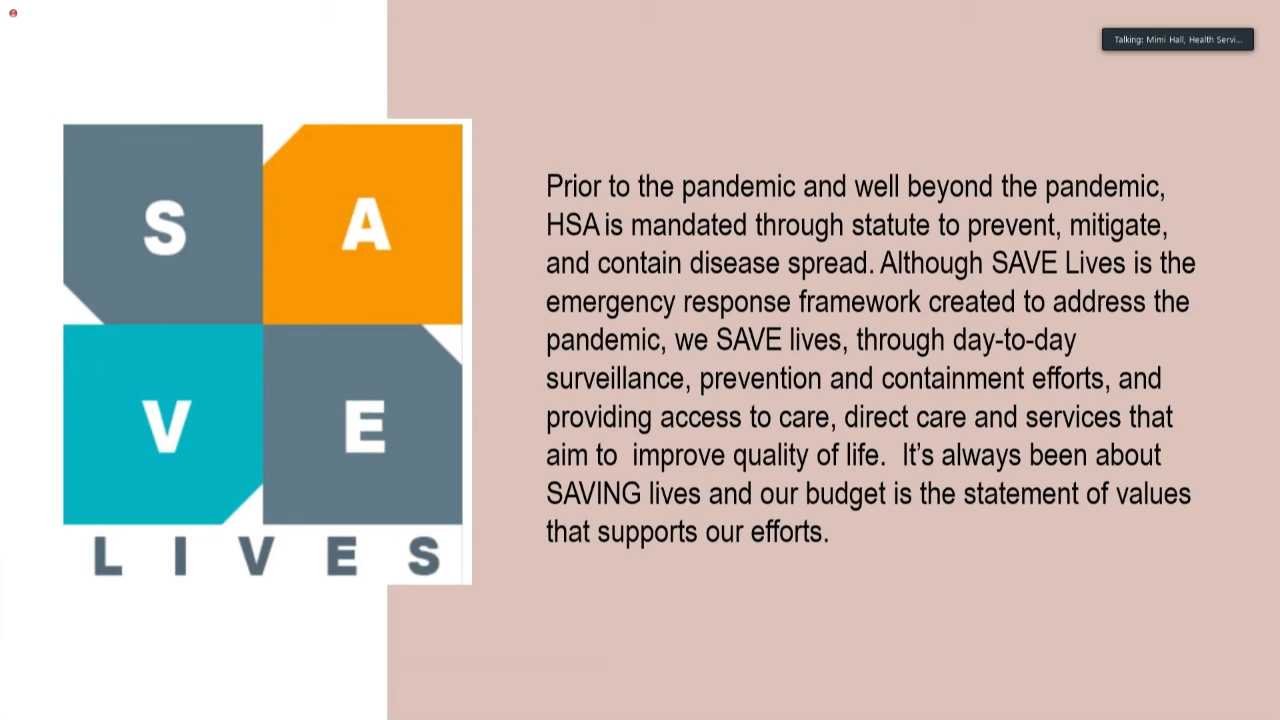 Talking: Mimi Hall, Health Servi...
S A
V E
LIVES
Prior to the pandemic and well beyond the pandemic,
HSA is mandated through statute to prevent, mitigate,
and contain disease spread. Although SAVE Lives is the
emergency response framework created to address the
pandemic, we SAVE lives, through day-to-day
surveillance, prevention and containment efforts, and
providing access to care, direct care and services that
aim to  improve quality of life.  It’s always been about
SAVING lives and our budget is the statement of values
that supports our efforts.